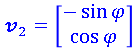 𝒗₂ = [−sin φ
cos φ]